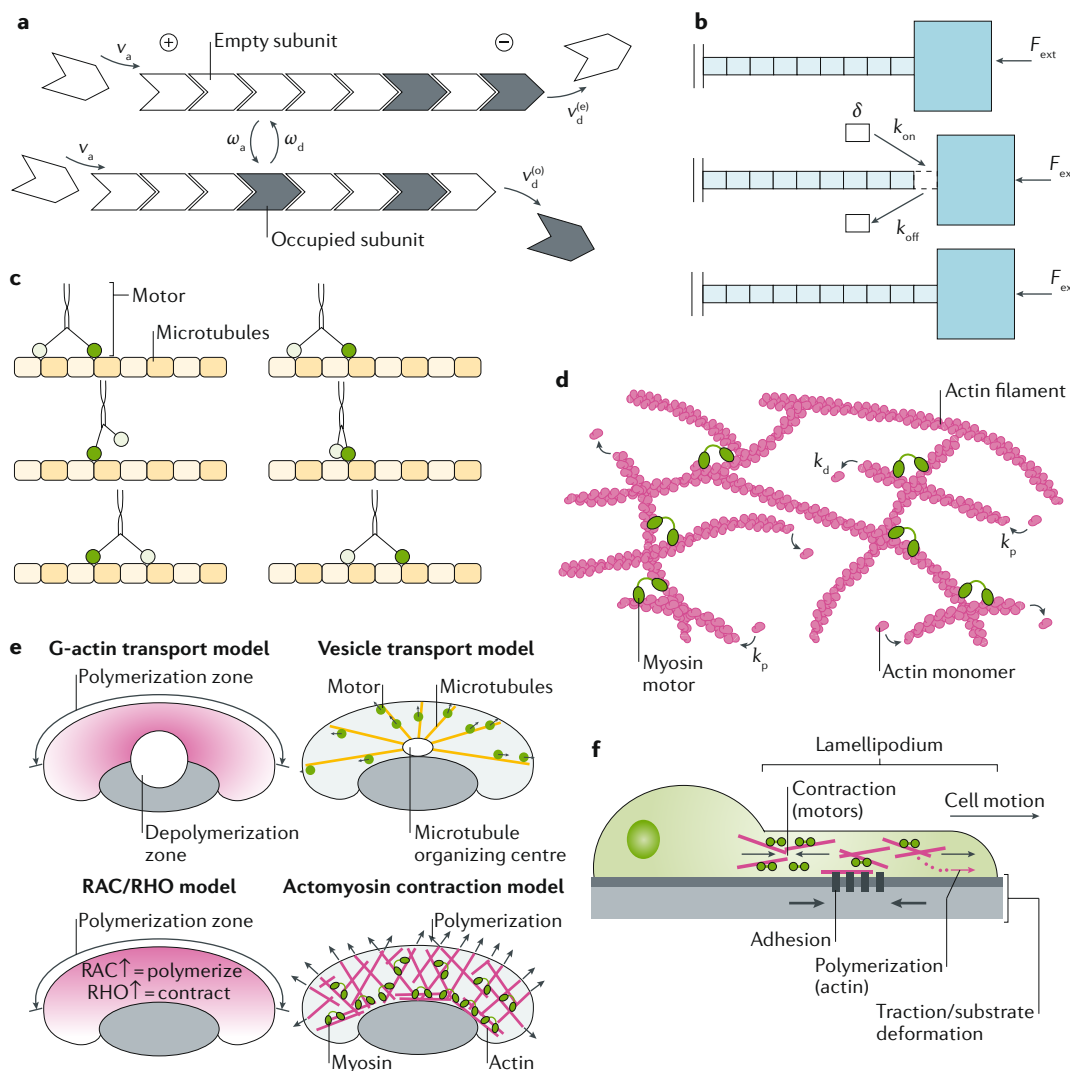 a
v_a
+
Empty subunit
−
v_d^(e)
ω_a
ω_d
v_a
v_d^(o)
Occupied subunit
b
F_ext
δ
k_on
F_ex
k_off
F_ex
c
Motor
Microtubules
d
Actin filament
k_d
k_p
k_p
Myosin
motor
Actin monomer
e
G-actin transport model
Polymerization zone
Depolymerization
zone
Vesicle transport model
Motor
Microtubules
Microtubule
organizing centre
RAC/RHO model
Polymerization zone
RAC↑ = polymerize
RHO↑ = contract
Actomyosin contraction model
Polymerization
Myosin
Actin
f
Lamellipodium
Contraction
(motors)
Cell motion
Adhesion
Polymerization
(actin)
Traction/substrate
deformation